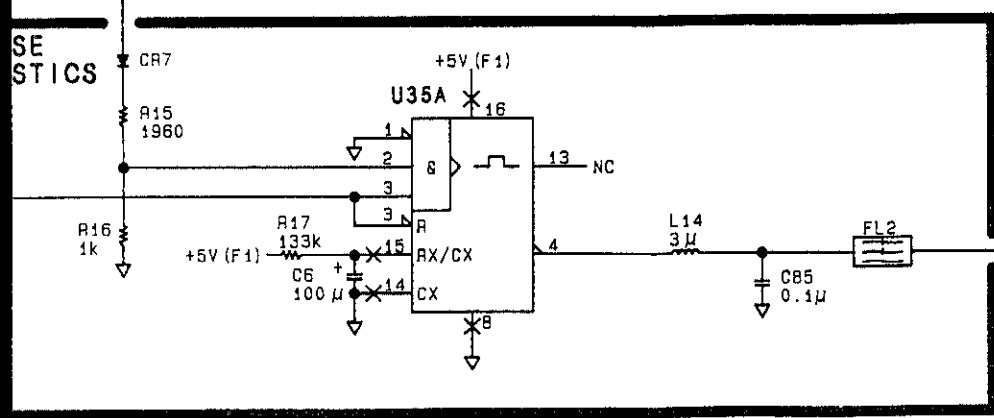 SE
STICS
CR7
R15
1960
R16
1k
+5V(F1)
U35A
16
1
2
3
3
&
R
13
NC
R17
133k
+5V(F1)
15
RX/CX
+
C6
100 μ
14
CX
8
4
L14
3 μ
C85
0.1μ
FL2